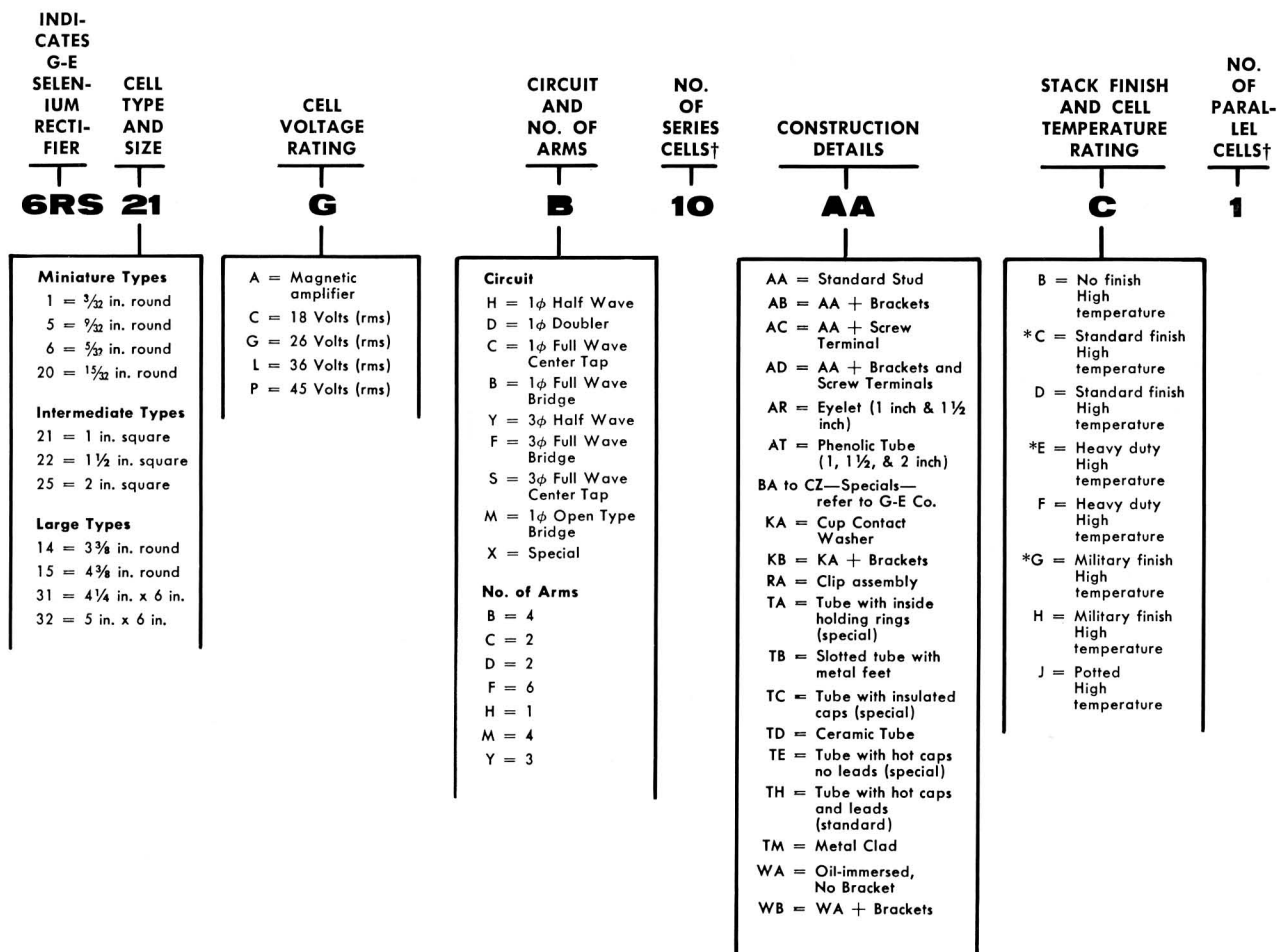 INDI-
CATES
G-E
SELEN-
IUM
RECTI-
FIER
CELL
TYPE
AND
SIZE
CELL
VOLTAGE
RATING
CIRCUIT
AND
NO. OF
ARMS
NO.
OF
SERIES
CELLS†
CONSTRUCTION
DETAILS
STACK FINISH
AND CELL
TEMPERATURE
RATING
NO.
OF
PARAL-
LEL
CELLS†
6RS 21 G B 10 AA C 1
Miniature Types
1 = 3/32 in. round
5 = 9/32 in. round
6 = 5/32 in. round
20 = 15/32 in. round
Intermediate Types
21 = 1 in. square
22 = 1½ in. square
25 = 2 in. square
Large Types
14 = 3⅜ in. round
15 = 4⅜ in. round
31 = 4¼ in. x 6 in.
32 = 5 in. x 6 in.
A = Magnetic
amplifier
C = 18 Volts (rms)
G = 26 Volts (rms)
L = 36 Volts (rms)
P = 45 Volts (rms)
Circuit
H = 1ϕ Half Wave
D = 1ϕ Doubler
C = 1ϕ Full Wave
Center Tap
B = 1ϕ Full Wave
Bridge
Y = 3ϕ Half Wave
F = 3ϕ Full Wave
Bridge
S = 3ϕ Full Wave
Center Tap
M = 1ϕ Open Type
Bridge
X = Special
No. of Arms
B = 4
C = 2
D = 2
F = 6
H = 1
M = 4
Y = 3
AA = Standard Stud
AB = AA + Brackets
AC = AA + Screw
Terminal
AD = AA + Brackets and
Screw Terminals
AR = Eyelet (1 inch & 1½
inch)
AT = Phenolic Tube
(1, 1½, & 2 inch)
BA to CZ—Specials—
refer to G-E Co.
KA = Cup Contact
Washer
KB = KA + Brackets
RA = Clip assembly
TA = Tube with inside
holding rings
(special)
TB = Slotted tube with
metal feet
TC = Tube with insulated
caps (special)
TD = Ceramic Tube
TE = Tube with hot caps
no leads (special)
TH = Tube with hot caps
and leads
(standard)
TM = Metal Clad
WA = Oil-immersed,
No Bracket
WB = WA + Brackets
B = No finish
High
temperature
*C = Standard finish
High
temperature
D = Standard finish
High
temperature
*E = Heavy duty
High
temperature
F = Heavy duty
High
temperature
*G = Military finish
High
temperature
H = Military finish
High
temperature
J = Potted
High
temperature